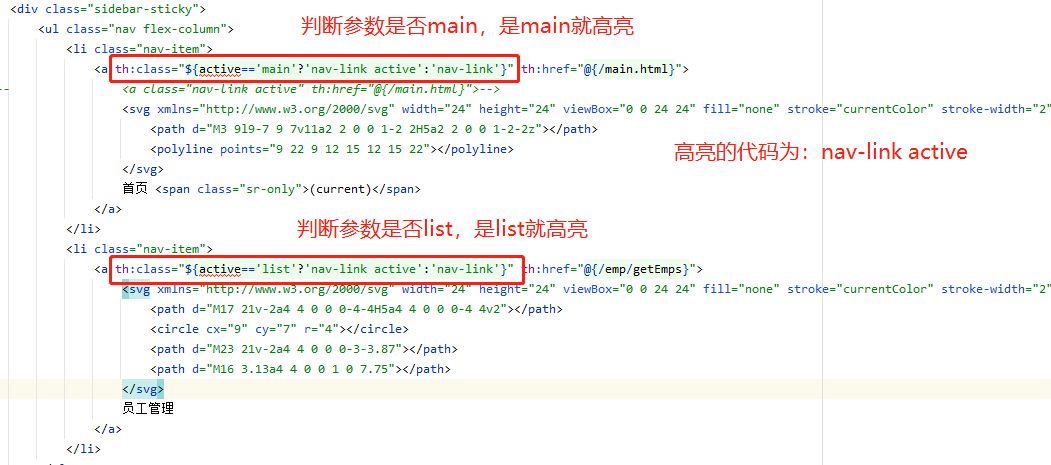 <div class="sidebar-sticky">
<ul class="nav flex-column">
判断参数是否main，是main就高亮
<li class="nav-item">
<a th:class="${active=='main'?'nav-link active':'nav-link'}" th:href="@{/main.html}">
<a class="nav-link active" th:href="@{/main.html}">-->
<svg xmlns="http://www.w3.org/2000/svg" width="24" height="24" viewBox="0 0 24 24" fill="none" stroke="currentColor" stroke-width="2"
<path d="M3 9l9-7 9 7v11a2 2 0 0 1-2 2H5a2 2 0 0 1-2-2z"></path>
<polyline points="9 22 9 12 15 12 15 22"></polyline>
高亮的代码为：nav-link active
</svg>
首页 <span class="sr-only">(current)</span>
</a>
</li>
判断参数是否list，是list就高亮
<li class="nav-item">
<a th:class="${active=='list'?'nav-link active':'nav-link'}" th:href="@{/emp/getEmps}">
<svg xmlns="http://www.w3.org/2000/svg" width="24" height="24" viewBox="0 0 24 24" fill="none" stroke="currentColor" stroke-width="2"
<path d="M17 21v-2a4 4 0 0 0-4-4H5a4 4 0 0 0-4 4v2"></path>
<circle cx="9" cy="7" r="4"></circle>
<path d="M23 21v-2a4 4 0 0 0-3-3.87"></path>
<path d="M16 3.13a4 4 0 0 1 0 7.75"></path>
</svg>
员工管理
</a>
</li>